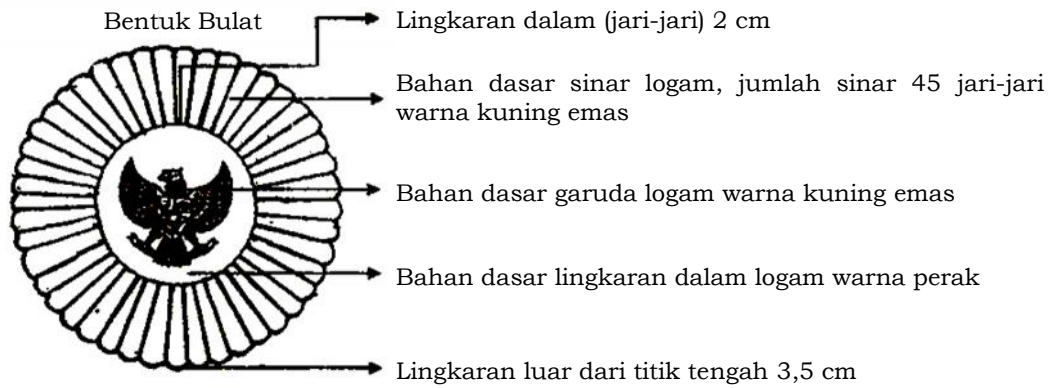 Bentuk Bulat
Lingkaran dalam (jari-jari) 2 cm
Bahan dasar sinar logam, jumlah sinar 45 jari-jari
warna kuning emas
Bahan dasar garuda logam warna kuning emas
Bahan dasar lingkaran dalam logam warna perak
Lingkaran luar dari titik tengah 3,5 cm